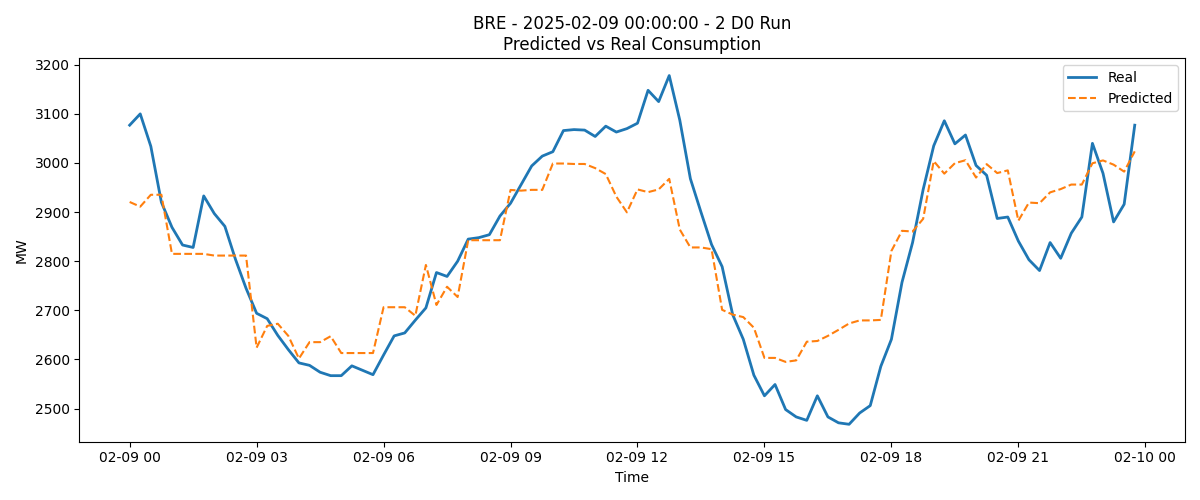 BRE - 2025-02-09 00:00:00 - 2 D0 Run
Predicted vs Real Consumption
Real
Predicted
MW
3200
3100
3000
2900
2800
2700
2600
2500
02-09 00
02-09 03
02-09 06
02-09 09
02-09 12
02-09 15
02-09 18
02-09 21
02-10 00
Time